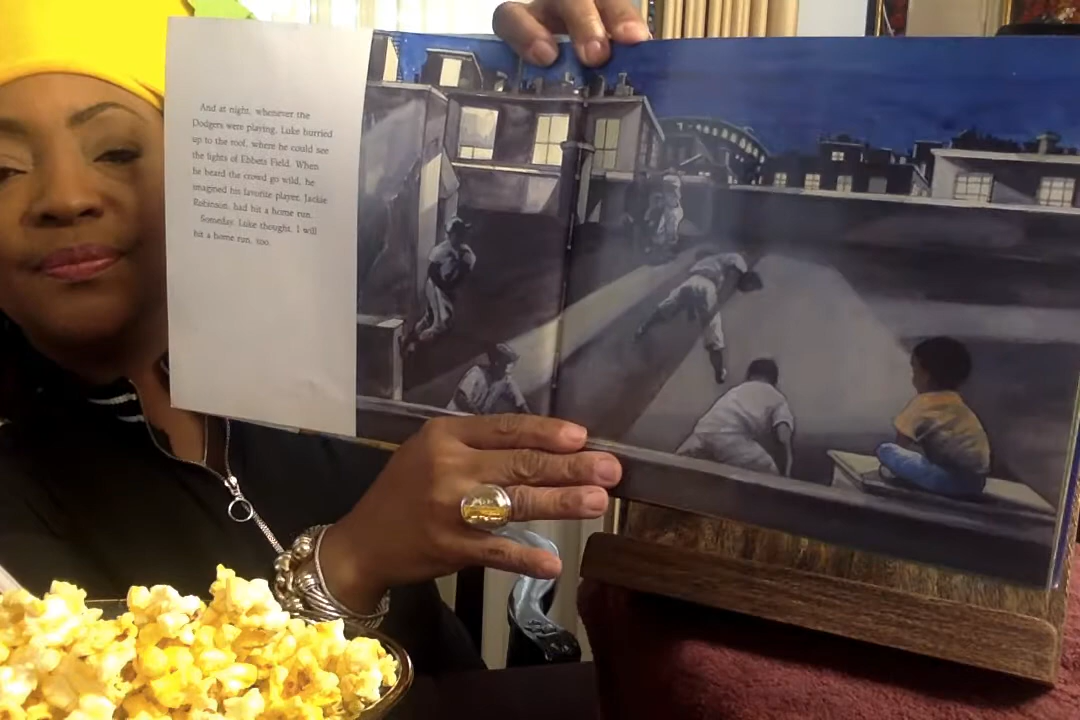 And at night, whenever the
Dodgers were playing, Luke hurried
up to the roof, where he could see
the lights of Ebbets Field. When
he heard the crowd go wild, he
imagined his favorite player, Jackie
Robinson, had hit a home run.
Someday, Luke thought, I will
hit a home run, too.